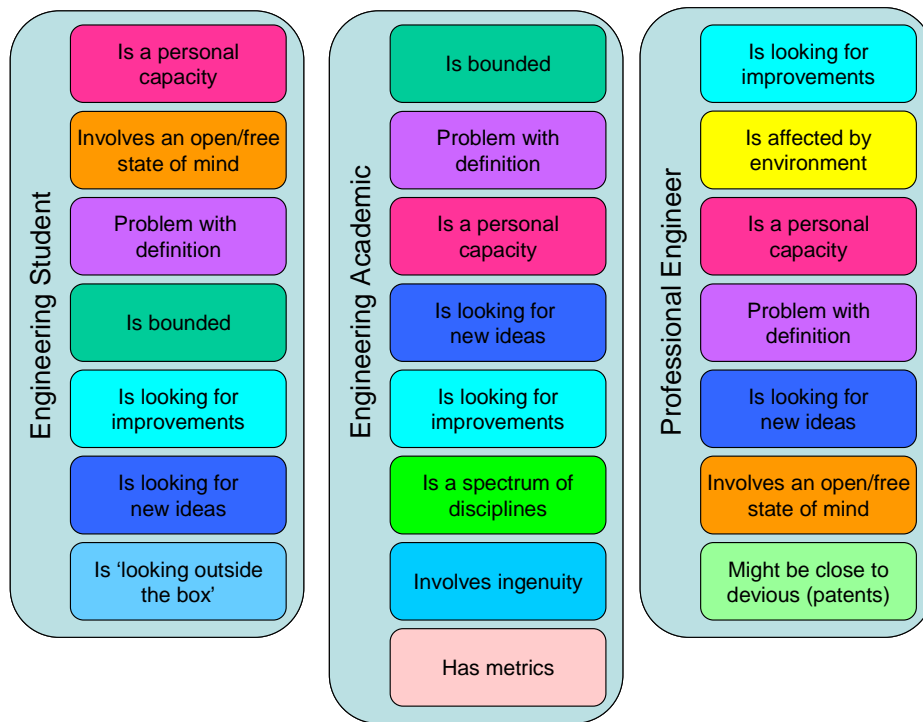 Engineering Student
Is a personal
capacity
Involves an open/free
state of mind
Problem with
definition
Is bounded
Is looking for
improvements
Is looking for
new ideas
Is ‘looking outside
the box’
Engineering Academic
Is bounded
Problem with
definition
Is a personal
capacity
Is looking for
new ideas
Is looking for
improvements
Is a spectrum of
disciplines
Involves ingenuity
Has metrics
Professional Engineer
Is looking for
improvements
Is affected by
environment
Is a personal
capacity
Problem with
definition
Is looking for
new ideas
Involves an open/free
state of mind
Might be close to
devious (patents)